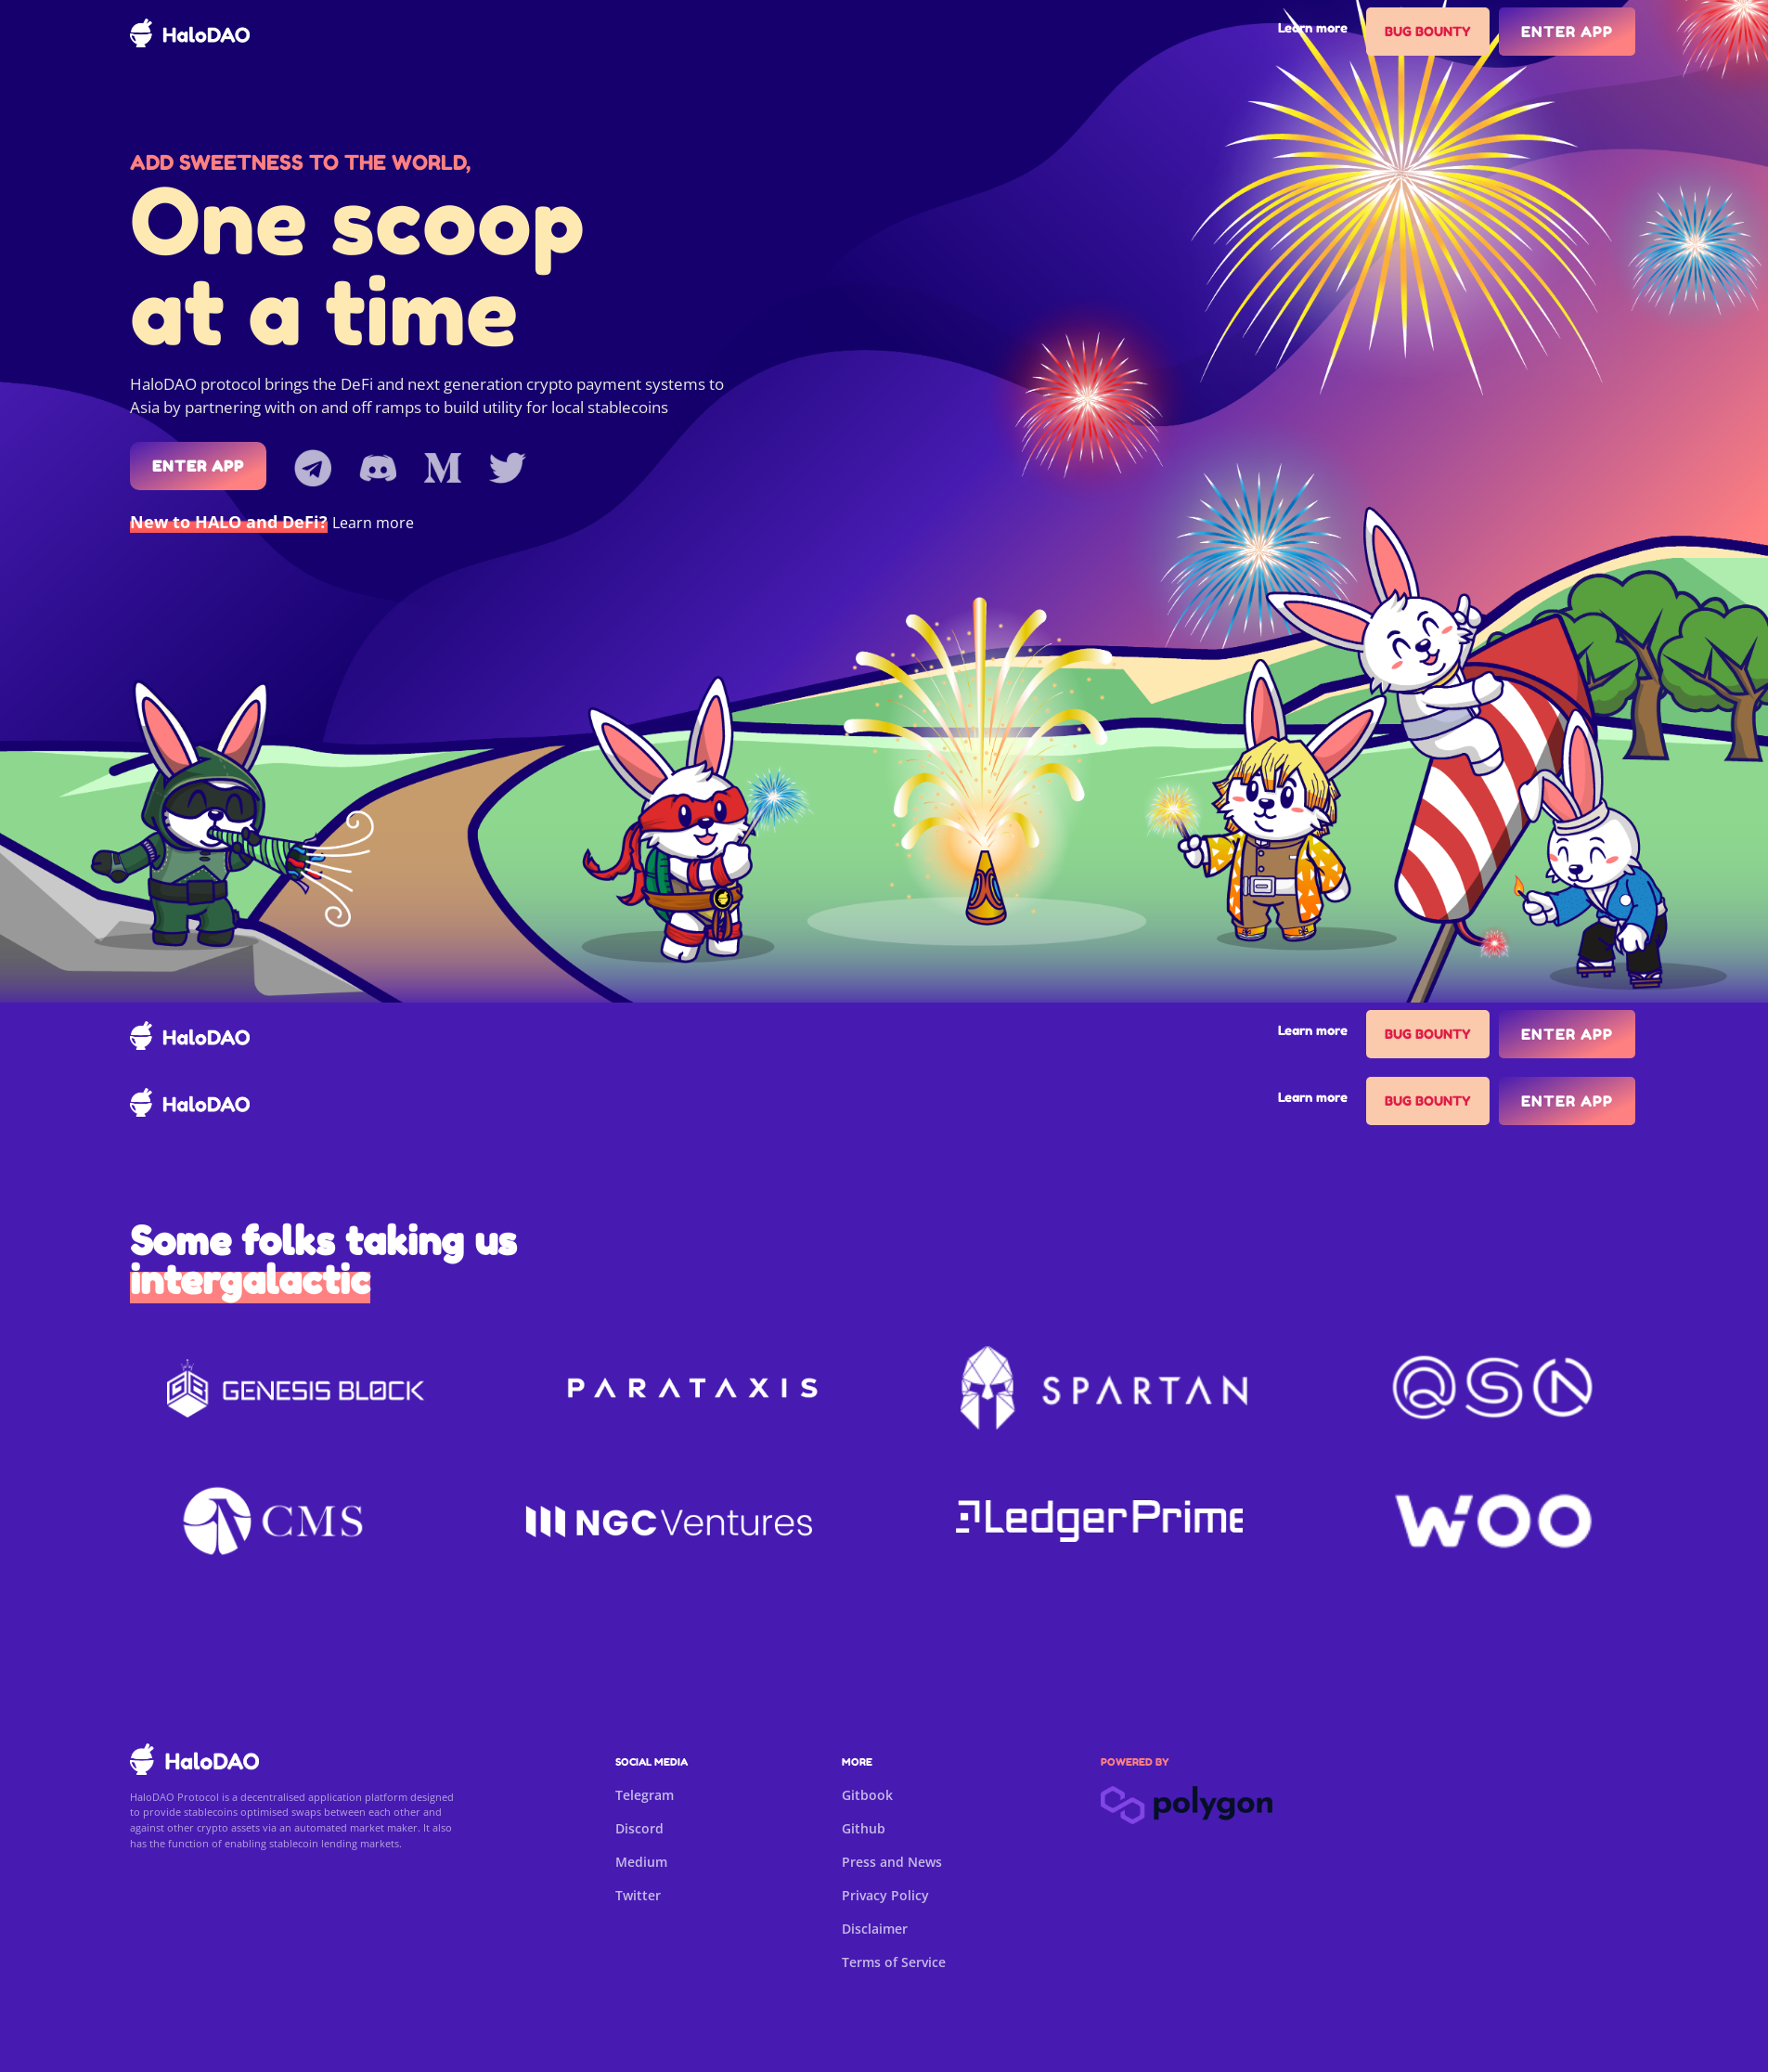 HaloDAO
Learn more
BUG BOUNTY
ENTER APP
ADD SWEETNESS TO THE WORLD,
One scoop
at a time
HaloDAO protocol brings the DeFi and next generation crypto payment systems to
Asia by partnering with on and off ramps to build utility for local stablecoins
ENTER APP
New to HALO and DeFi? Learn more
HaloDAO
Learn more
BUG BOUNTY
ENTER APP
HaloDAO
Learn more
BUG BOUNTY
ENTER APP
Some folks taking us
intergalactic
GENESIS BLOCK
PARATAXIS
SPARTAN
QSN
CMS
NGC Ventures
LedgerPrime
WOO
HaloDAO
HaloDAO Protocol is a decentralised application platform designed
to provide stablecoins optimised swaps between each other and
against other crypto assets via an automated market maker. It also
has the function of enabling stablecoin lending markets.
SOCIAL MEDIA
Telegram
Discord
Medium
Twitter
MORE
Gitbook
Github
Press and News
Privacy Policy
Disclaimer
Terms of Service
POWERED BY
polygon